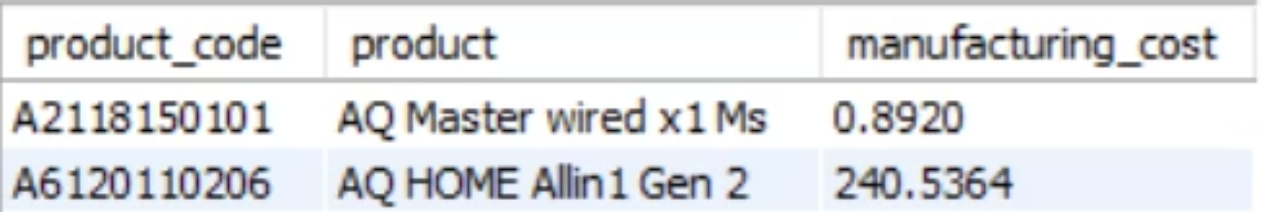 product_code product manufacturing_cost
A2118150101 AQ Master wired x1 Ms 0.8920
A6120110206 AQ HOME Allin1 Gen 2 240.5364